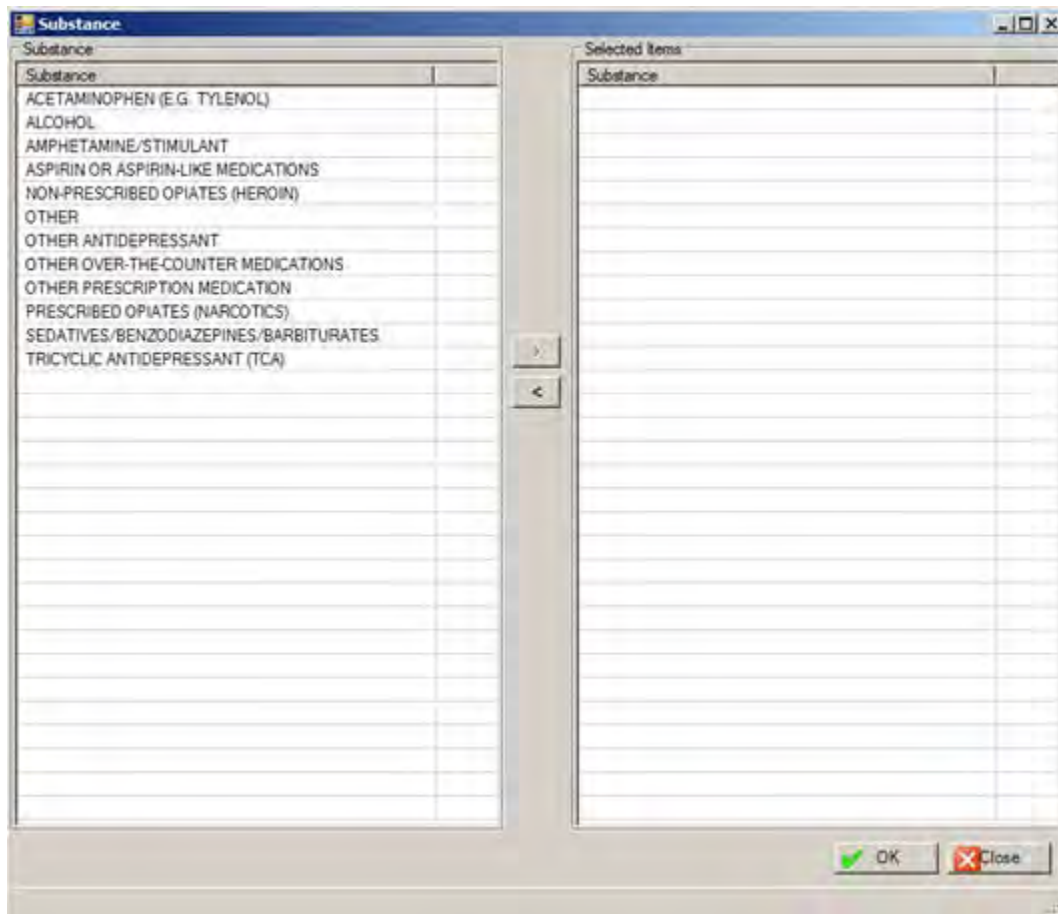 Substance
Substance
Substance
ACETAMINOPHEN (E.G. TYLENOL)
ALCOHOL
AMPHETAMINE/STIMULANT
ASPIRIN OR ASPIRIN-LIKE MEDICATIONS
NON-PRESCRIBED OPIATES (HEROIN)
OTHER
OTHER ANTIDEPRESSANT
OTHER OVER-THE-COUNTER MEDICATIONS
OTHER PRESCRIPTION MEDICATION
PRESCRIBED OPIATES (NARCOTICS)
SEDATIVES/BENZODIAZEPINES/BARBITURATES
TRICYCLIC ANTIDEPRESSANT (TCA)
>
<
Selected Items
Substance
OK
Close